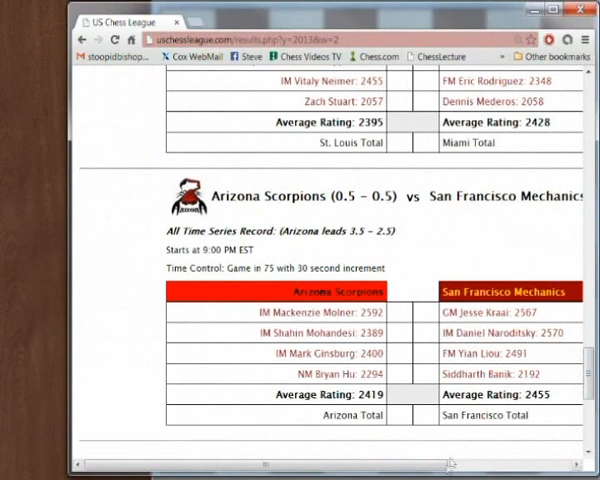 US Chess League
uschessleague.com/results.php?y=2013&w=2
stoopidbishop... Cox WebMail Steve Chess Videos TV Chess.com ChessLecture » Other bookmarks
IM Vitaly Neimer: 2455 FM Eric Rodriguez: 2348
Zach Stuart: 2057 Dennis Mederos: 2058
Average Rating: 2395 Average Rating: 2428
St. Louis Total Miami Total
Arizona Scorpions (0.5 - 0.5) vs San Francisco Mechanics
All Time Series Record: (Arizona leads 3.5 - 2.5)
Starts at 9:00 PM EST
Time Control: Game in 75 with 30 second increment
Arizona Scorpions San Francisco Mechanics
IM Mackenzie Molner: 2592 GM Jesse Kraai: 2567
IM Shahin Mohandesi: 2389 IM Daniel Naroditsky: 2570
IM Mark Ginsburg: 2400 FM Yian Liou: 2491
NM Bryan Hu: 2294 Siddharth Banik: 2192
Average Rating: 2419 Average Rating: 2455
Arizona Total San Francisco Total